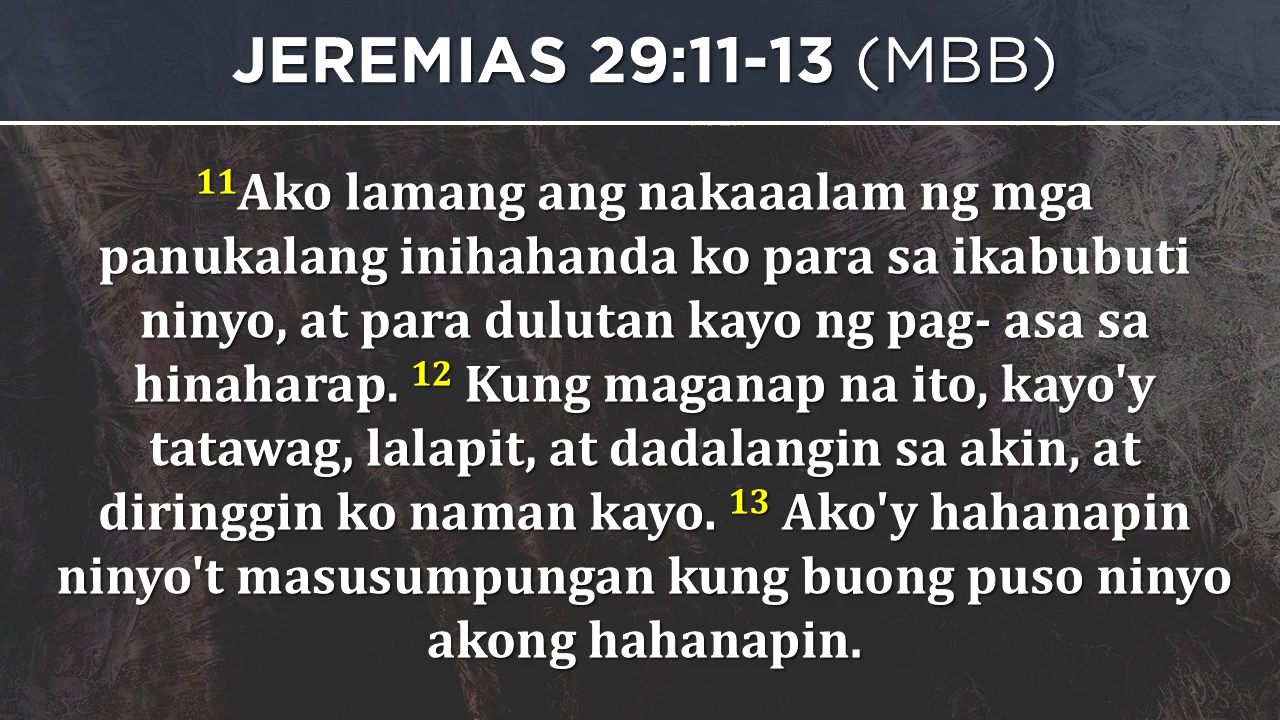 JEREMIAS 29:11-13 (MBB)
11Ako lamang ang nakaaalam ng mga
panukalang inihahanda ko para sa ikabubuti
ninyo, at para dulutan kayo ng pag- asa sa
hinaharap. 12 Kung maganap na ito, kayo'y
tatawag, lalapit, at dadalangin sa akin, at
diringgin ko naman kayo. 13 Ako'y hahanapin
ninyo't masusumpungan kung buong puso ninyo
akong hahanapin.